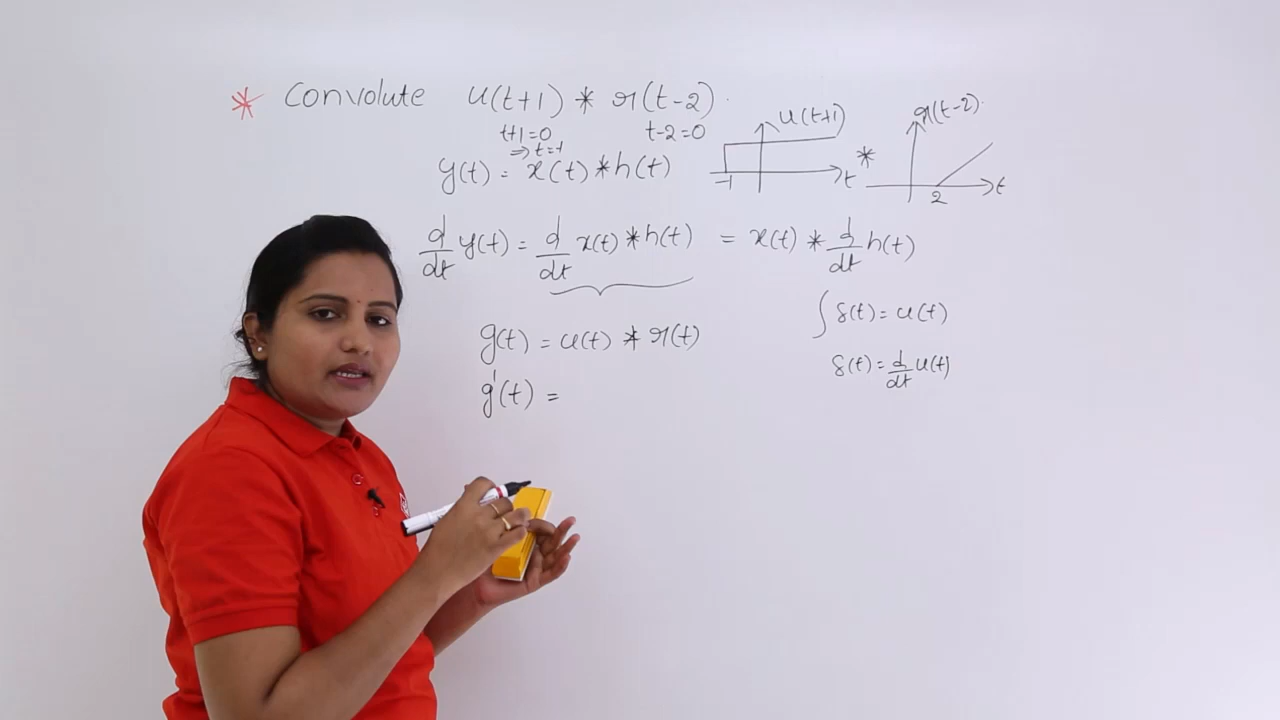 * Convolute u(t+1) * r(t-2).
t+1=0 t-2=0
⇒ t=-1
y(t) = x(t) * h(t)
u(t+1)
-1
t
*
r(t-2).
2
t
d/dt y(t) = d/dt x(t) * h(t) = x(t) * d/dt h(t)
∫ δ(t) = u(t)
δ(t) = d/dt u(t)
g(t) = u(t) * r(t)
g'(t) =